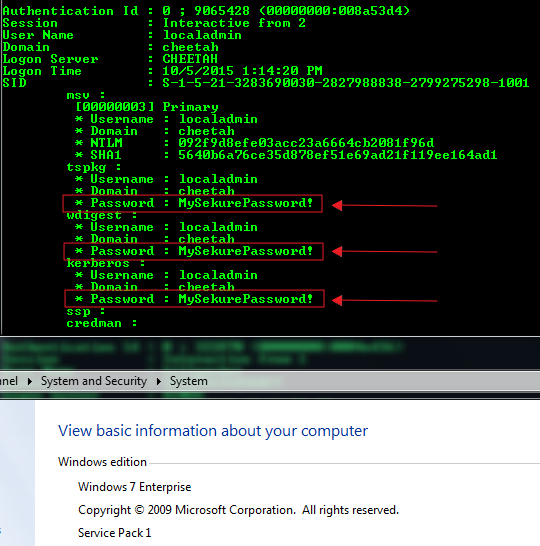 Authentication Id : 0 ; 9065428 (00000000:008a53d4)
Session : Interactive from 2
User Name : localadmin
Domain : cheetah
Logon Server : CHEETAH
Logon Time : 10/5/2015 1:14:20 PM
SID : S-1-5-21-3283690030-2827988838-2799275298-1001
msv :
[00000003] Primary
* Username : localadmin
* Domain : cheetah
* NTLM : 092f9d8efe03acc23a6664cb2081f96d
* SHA1 : 5640b6a76ce35d878ef51e69ad21f119ee164ad1
tspkg :
* Username : localadmin
* Domain : cheetah
* Password : MySekurePassword!
wdigest :
* Username : localadmin
* Domain : cheetah
* Password : MySekurePassword!
kerberos :
* Username : localadmin
* Domain : cheetah
* Password : MySekurePassword!
ssp :
credman :
nel ▸ System and Security ▸ System
View basic information about your computer
Windows edition
Windows 7 Enterprise
Copyright © 2009 Microsoft Corporation. All rights reserved.
Service Pack 1